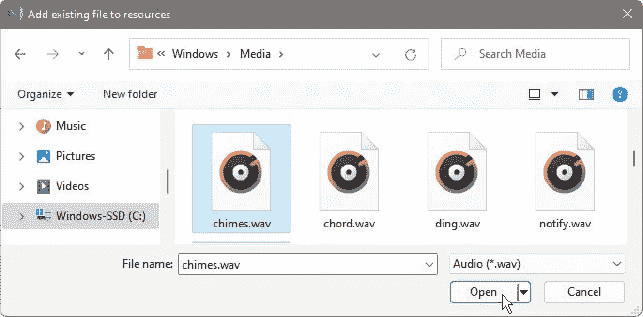 Add existing file to resources
« Windows > Media >
Search Media
Organize
New folder
Music
Pictures
Videos
Windows-SSD (C:)
chimes.wav
chord.wav
ding.wav
notify.wav
File name: chimes.wav
Audio (*.wav)
Open
Cancel